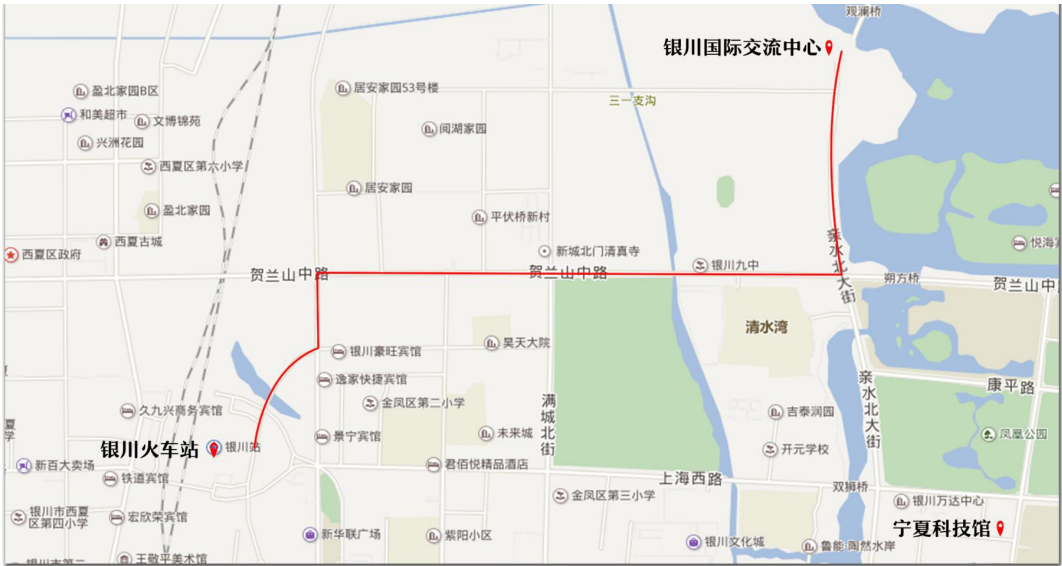 观澜桥
银川国际交流中心
盈北家园B区
居安家园53号楼
三一支沟
和美超市
文博锦苑
阅湖家园
兴洲花园
西夏区第六小学
居安家园
盈北家园
平伏桥新村
西夏古城
新城北门清真寺
西夏区政府
亲水北大街
银川九中
悦海宾
贺兰山中路
贺兰山中路
朔方桥
贺兰山中
清水湾
银川豪旺宾馆
昊天大院
逸家快捷宾馆
康平路
亲水北大街
久九兴商务宾馆
金凤区第二小学
满城北街
吉泰润园
夏
学
银川火车站
银川站
景宁宾馆
未来城
凤凰公园
开元学校
新百大卖场
君佰悦精品酒店
铁道宾馆
上海西路
双狮桥
金凤区第三小学
银川万达中心
银川市西夏
区第四小学
宏欣荣宾馆
宁夏科技馆
新华联广场
紫阳小区
银川文化城
鲁能·陶然水岸
银川市第二
王敬平美术馆